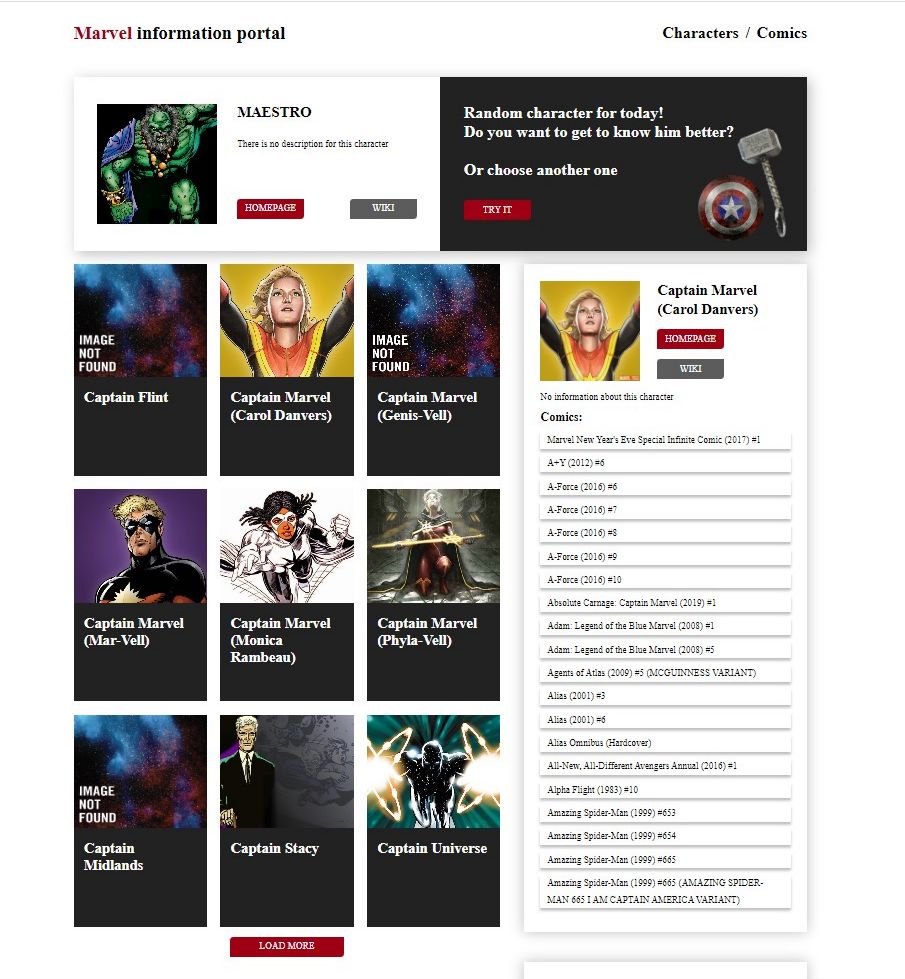 Marvel information portal
Characters / Comics
MAESTRO
There is no description for this character
HOMEPAGE
WIKI
Random character for today!
Do you want to get to know him better?
Or choose another one
TRY IT
IMAGE
NOT
FOUND
Captain Flint
Captain Marvel
(Carol Danvers)
IMAGE
NOT
FOUND
Captain Marvel
(Genis-Vell)
Captain Marvel
(Mar-Vell)
Captain Marvel
(Monica
Rambeau)
Captain Marvel
(Phyla-Vell)
IMAGE
NOT
FOUND
Captain
Midlands
Captain Stacy
Captain Universe
LOAD MORE
Captain Marvel
(Carol Danvers)
HOMEPAGE
WIKI
No information about this character
Comics:
Marvel New Year's Eve Special Infinite Comic (2017) #1
A+Y (2012) #6
A-Force (2016) #6
A-Force (2016) #7
A-Force (2016) #8
A-Force (2016) #9
A-Force (2016) #10
Absolute Carnage: Captain Marvel (2019) #1
Adam: Legend of the Blue Marvel (2008) #1
Adam: Legend of the Blue Marvel (2008) #5
Agents of Atlas (2009) #5 (MCGUINNESS VARIANT)
Alias (2001) #3
Alias (2001) #6
Alias Omnibus (Hardcover)
All-New, All-Different Avengers Annual (2016) #1
Alpha Flight (1983) #10
Amazing Spider-Man (1999) #653
Amazing Spider-Man (1999) #654
Amazing Spider-Man (1999) #665
Amazing Spider-Man (1999) #665 (AMAZING SPIDER-
MAN 665 I AM CAPTAIN AMERICA VARIANT)